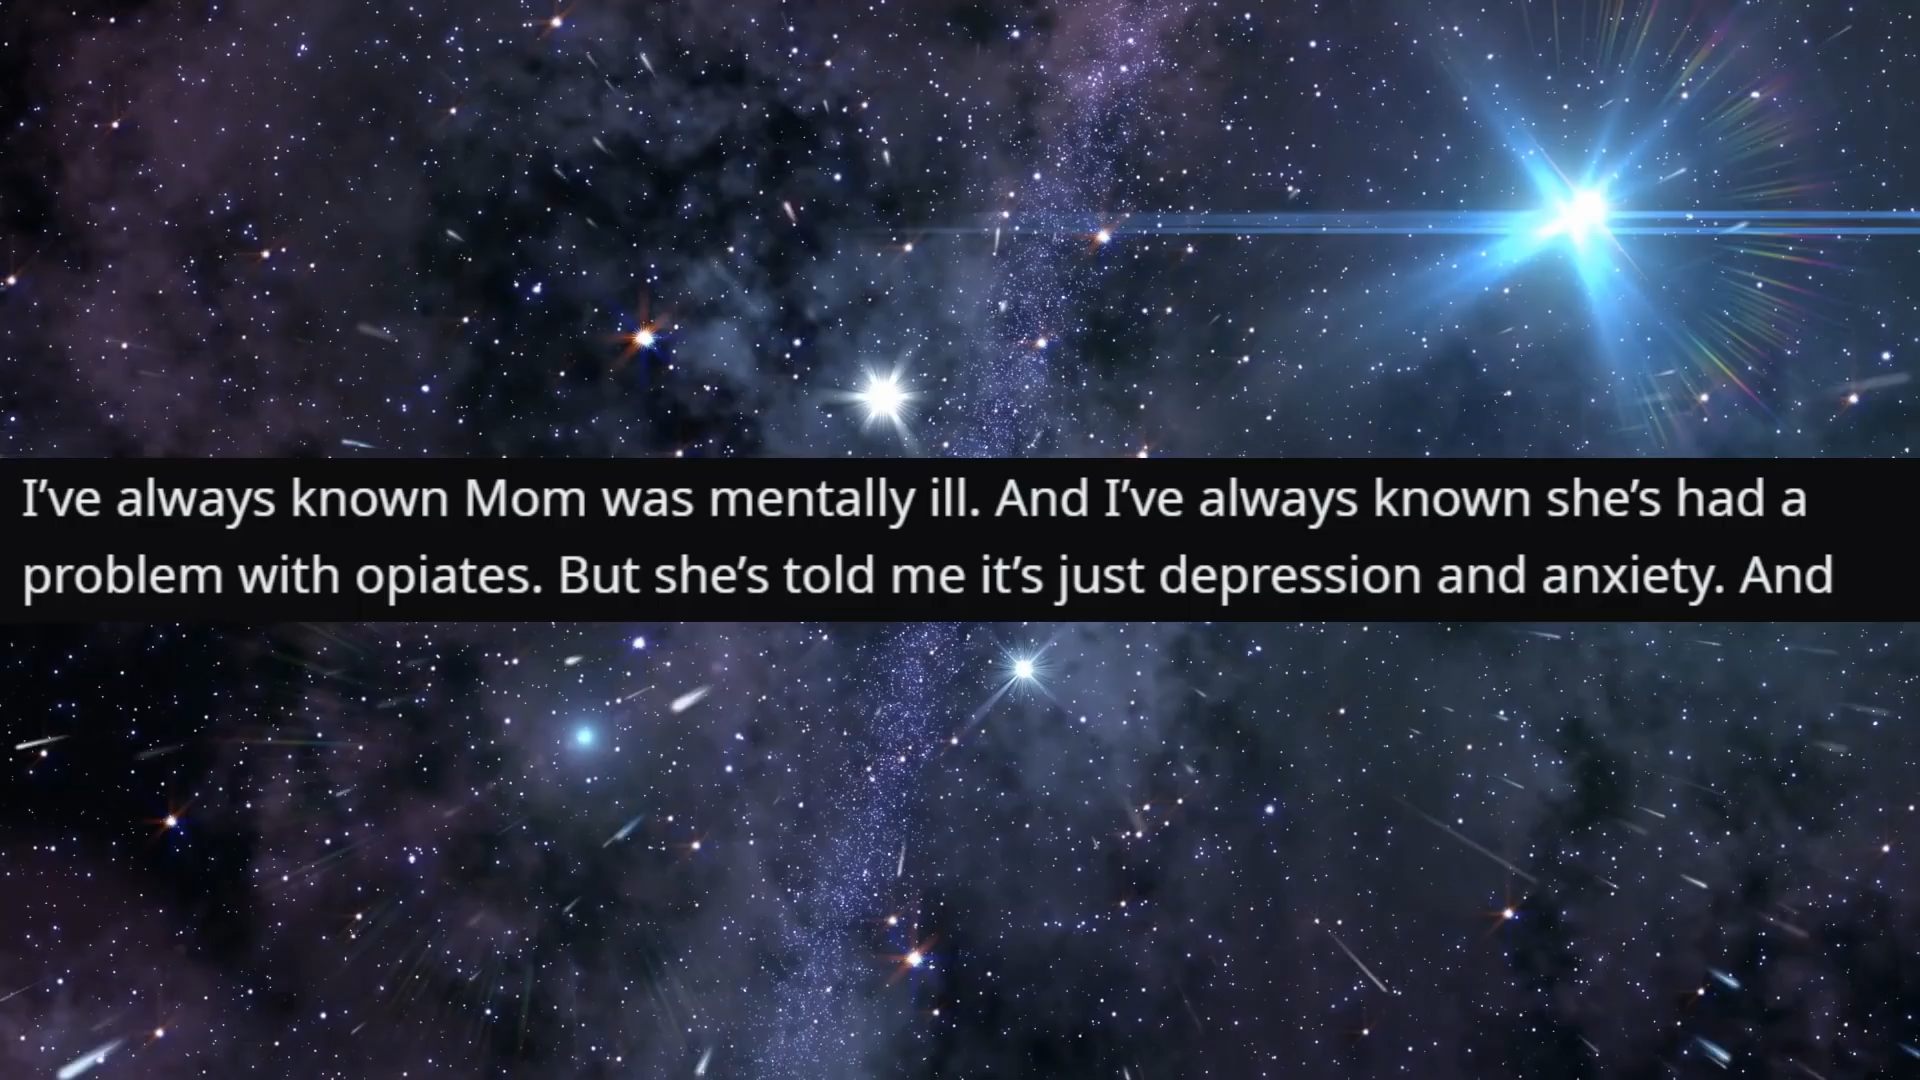 I’ve always known Mom was mentally ill. And I’ve always known she’s had a
problem with opiates. But she’s told me it’s just depression and anxiety. And